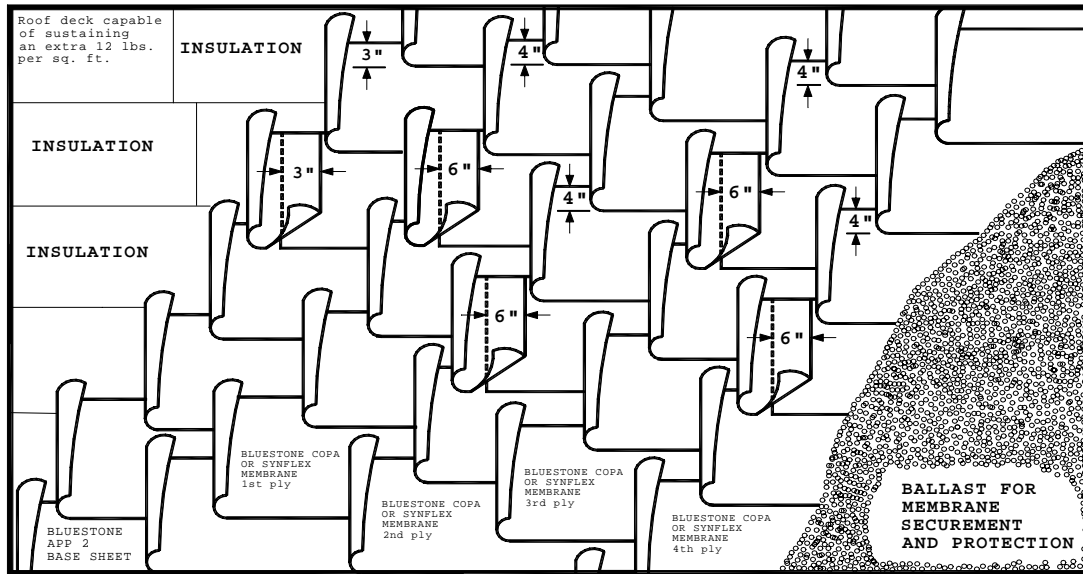 Roof deck capable
of sustaining
an extra 12 lbs.
per sq. ft.
INSULATION
3"
4"
4"
INSULATION
3"
6"
4"
6"
4"
INSULATION
6"
6"
BLUESTONE COPA
OR SYNFLEX
MEMBRANE
1st ply
BLUESTONE COPA
OR SYNFLEX
MEMBRANE
2nd ply
BLUESTONE COPA
OR SYNFLEX
MEMBRANE
3rd ply
BLUESTONE COPA
OR SYNFLEX
MEMBRANE
4th ply
BLUESTONE
APP 2
BASE SHEET
BALLAST FOR
MEMBRANE
SECUREMENT
AND PROTECTION